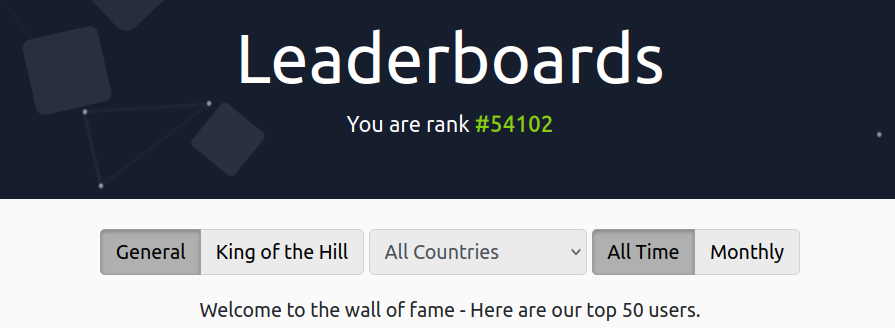 Leaderboards
You are rank #54102
General King of the Hill All Countries All Time Monthly
Welcome to the wall of fame - Here are our top 50 users.